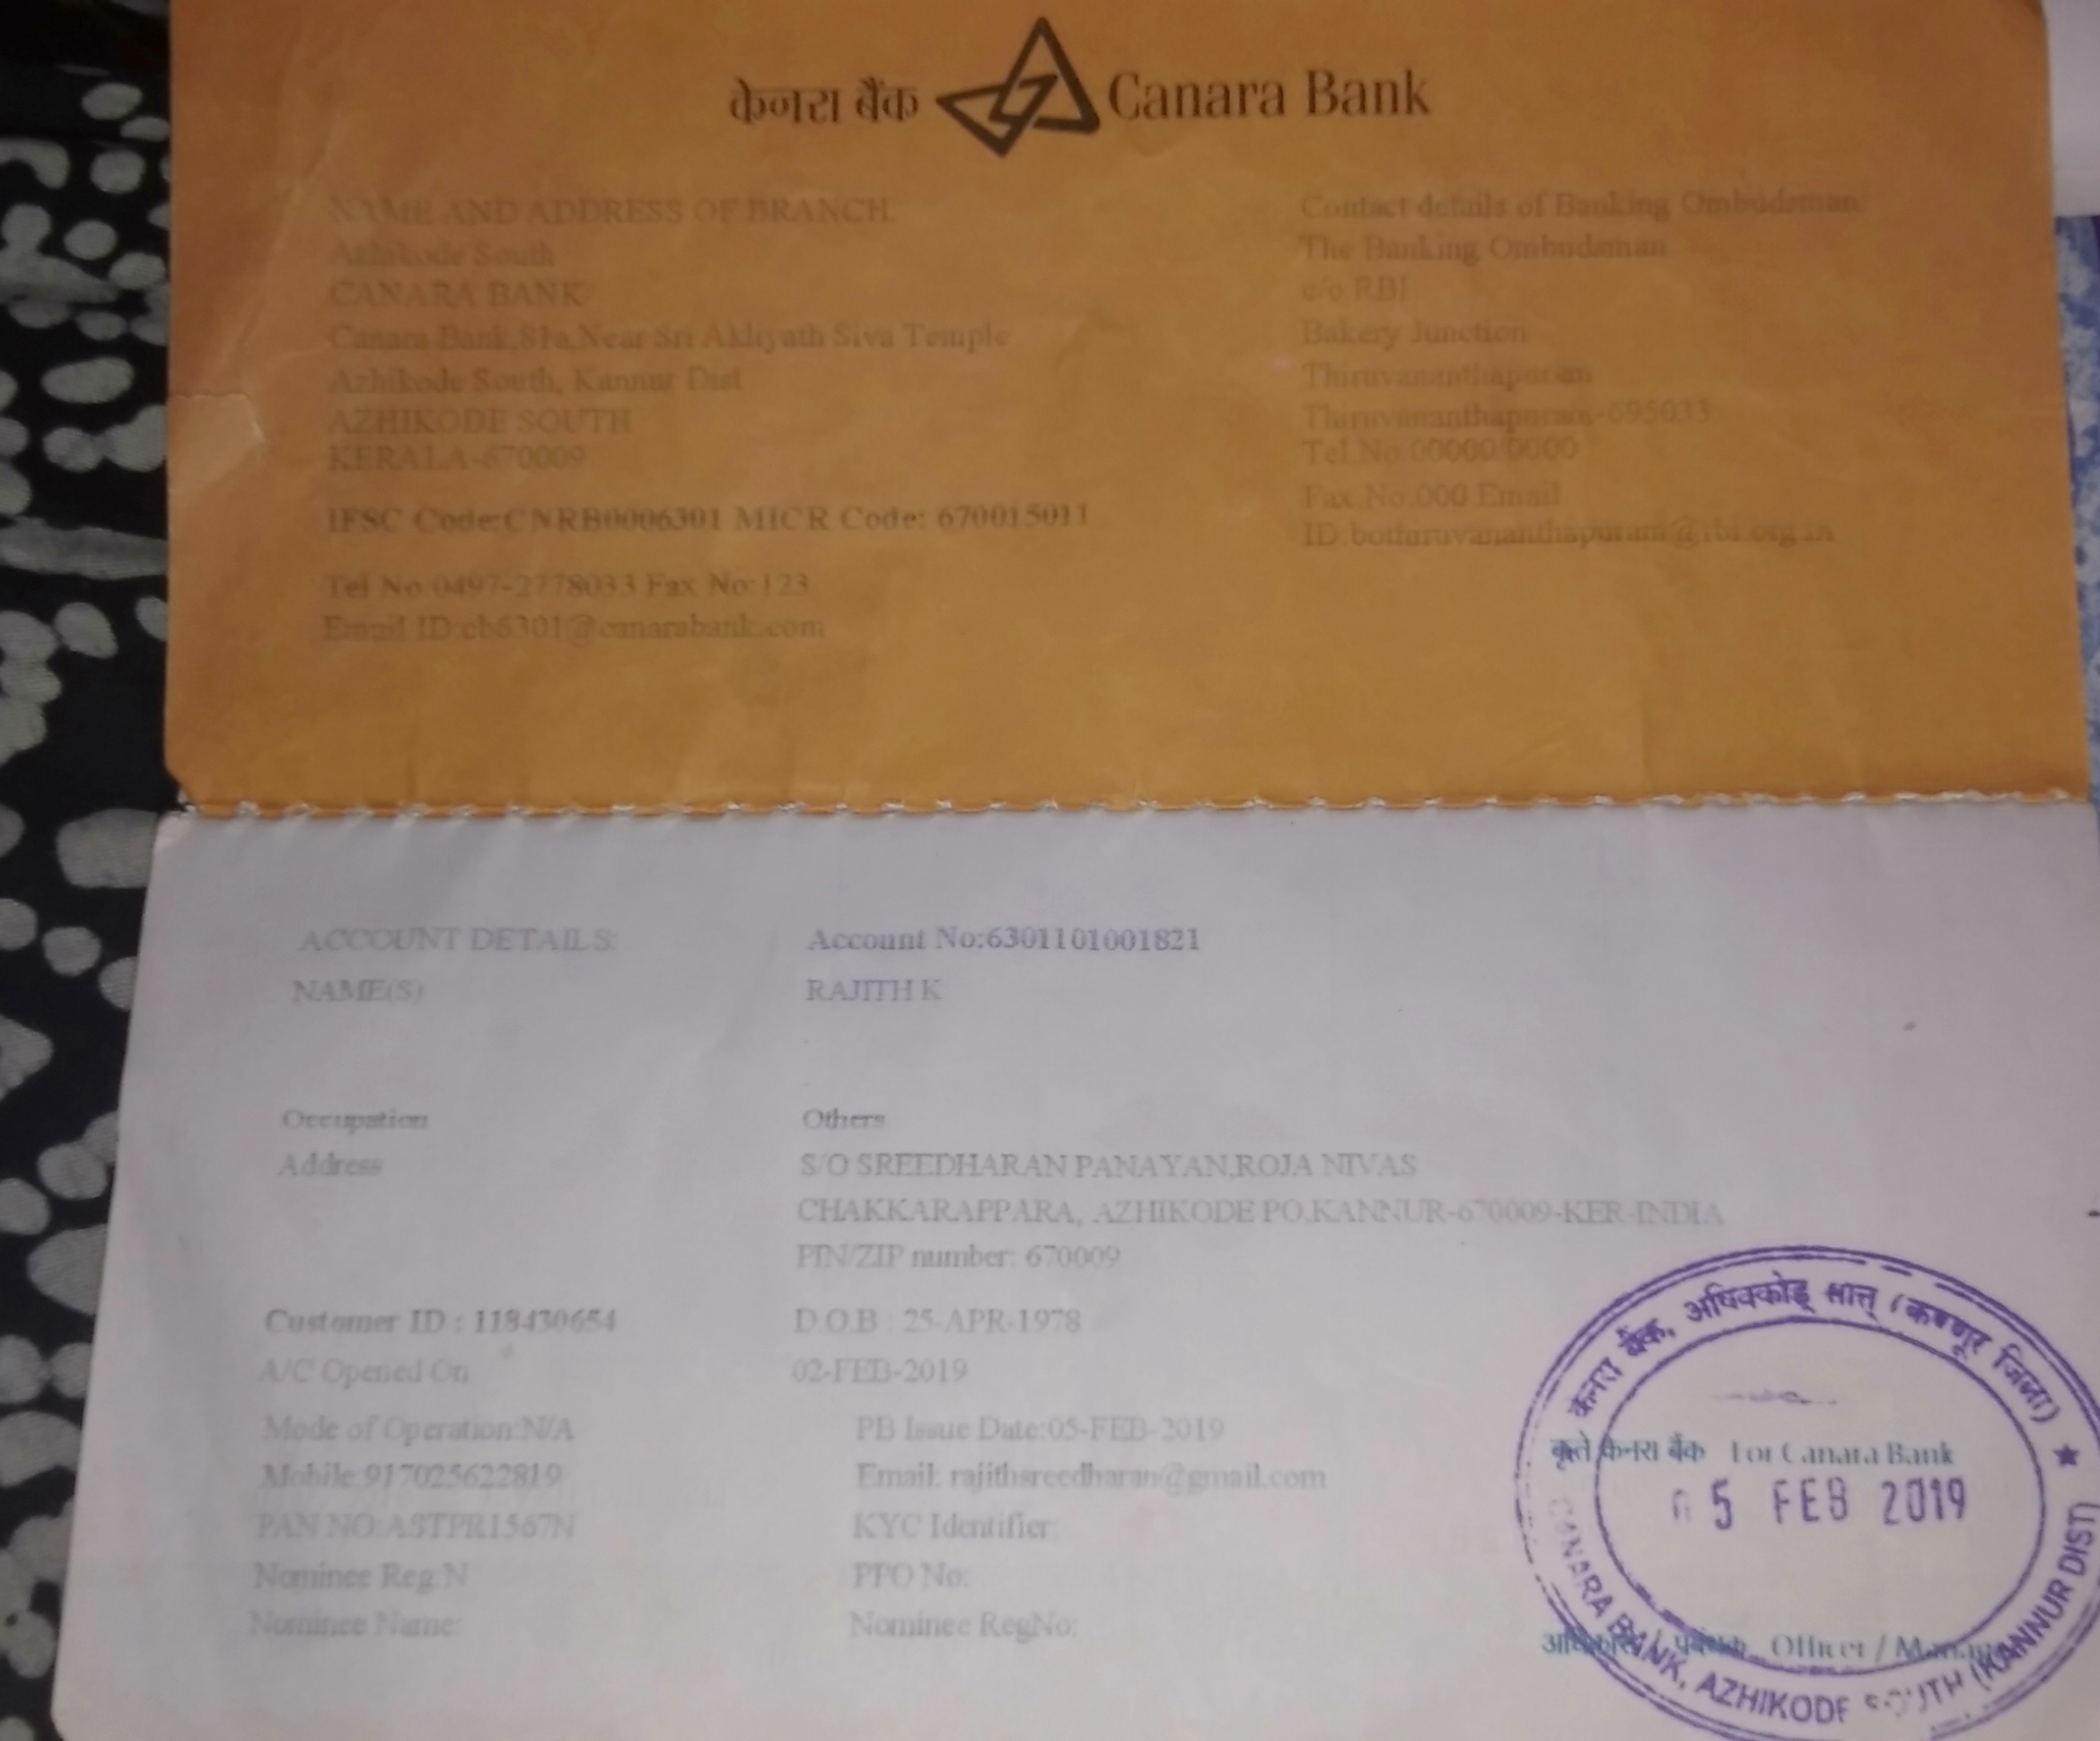 केनरा बैंक Canara Bank
NAME AND ADDRESS OF BRANCH.
Azhikode South
CANARA BANK
Canara Bank,81a,Near Sri Akliyath Siva Temple
Azhikode South, Kannur Dist
AZHIKODE SOUTH
KERALA-670009
IFSC Code:CNRB0006301 MICR Code: 670015011
Tel No:0497-2778033 Fax No:123
Email ID:cb6301@canarabank.com
Contact details of Banking Ombudsman
The Banking Ombudsman
c/o RBI
Bakery Junction
Thiruvananthapuram
Thiruvananthapuram-695033
Tel.No.00000/0000
Fax.No.000 Email
ID:bothiruvananthapuram@rbi.org.in
ACCOUNT DETAILS: Account No:6301101001821
NAME(S) RAJITH K
Occupation Others
Address S/O SREEDHARAN PANAYAN,ROJA NIVAS
CHAKKARAPPARA, AZHIKODE PO,KANNUR-670009-KER-INDIA
PIN/ZIP number: 670009
Customer ID : 118430654 D.O.B : 25-APR-1978
A/C Opened On 02-FEB-2019
Mode of Operation:N/A PB Issue Date:05-FEB-2019
Mobile:917025622819 Email: rajithsreedharan@gmail.com
PAN NO:ASTPR1567N KYC Identifier:
Nominee Reg:N PPO No:
Nominee Name: Nominee RegNo:
केनरा बैंक, अषिक्कोड् सात्त् (कण्णूर जिला)
कृते केनरा बैंक For Canara Bank
05 FEB 2019
Officer / Manager
CANARA BANK, AZHIKODE SOUTH (KANNUR DIST)